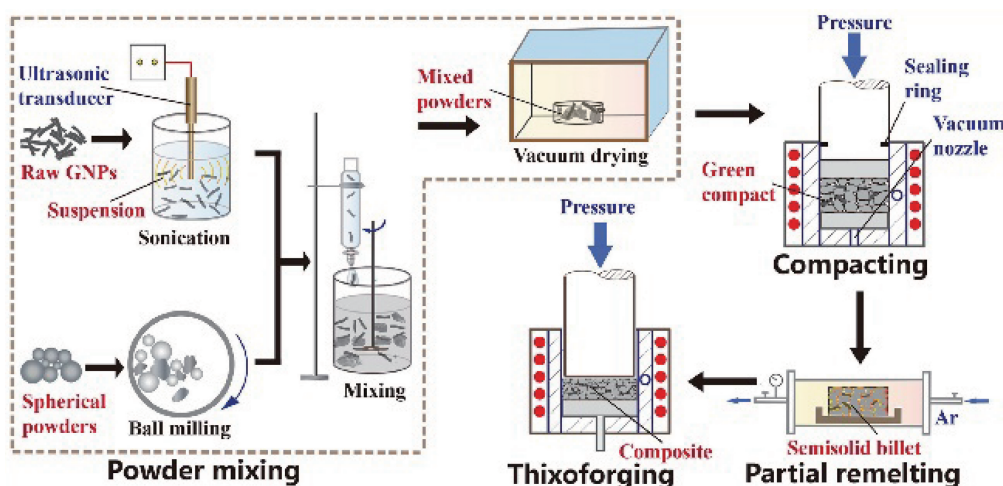 Ultrasonic
transducer
Raw GNPs
Suspension
Sonication
Spherical
powders
Ball milling
Mixing
Powder mixing
Mixed
powders
Vacuum drying
Pressure
Sealing
ring
Vacuum
nozzle
Green
compact
Compacting
Ar
Semisolid billet
Partial remelting
Pressure
Composite
Thixoforging